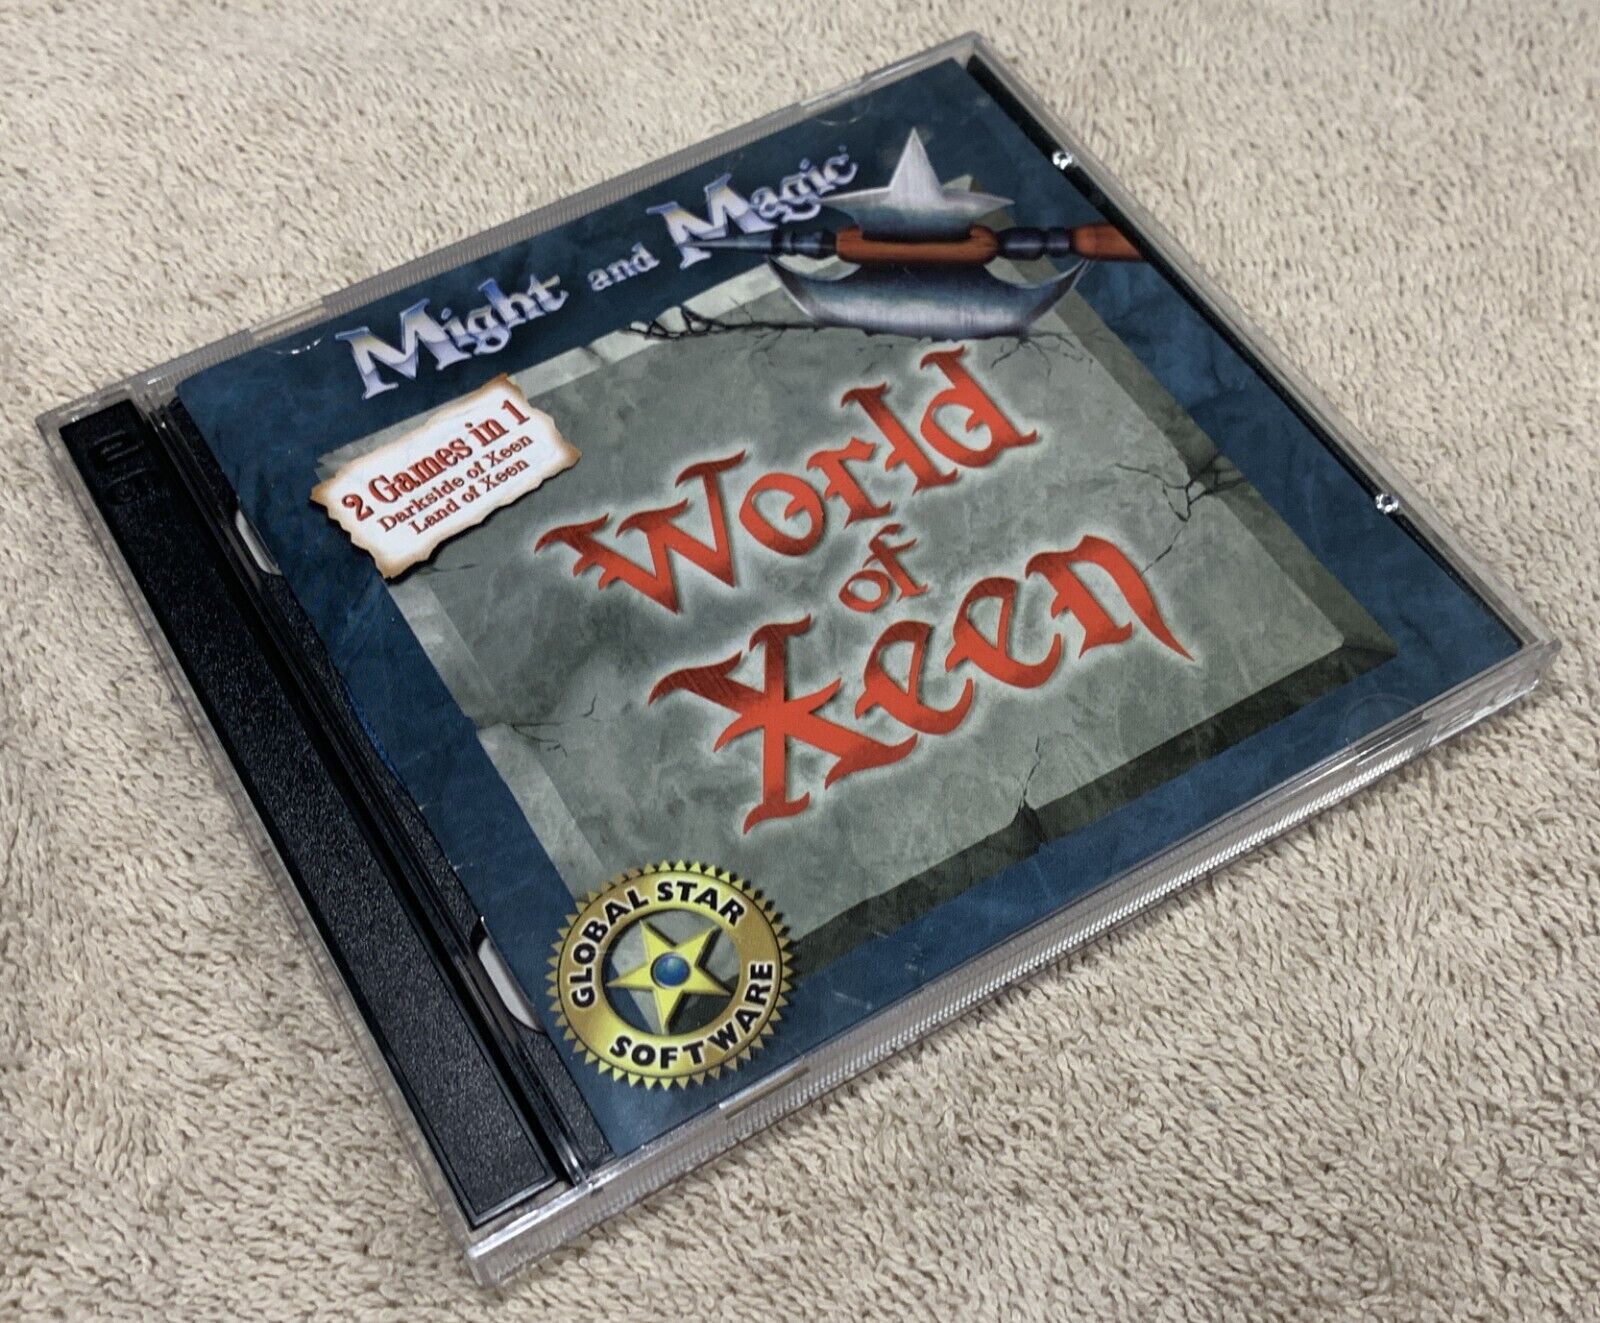 Might and Magic
2 Games in 1
Darkside of Xeen
Land of Xeen
World
of
Xeen
GLOBAL STAR
SOFTWARE